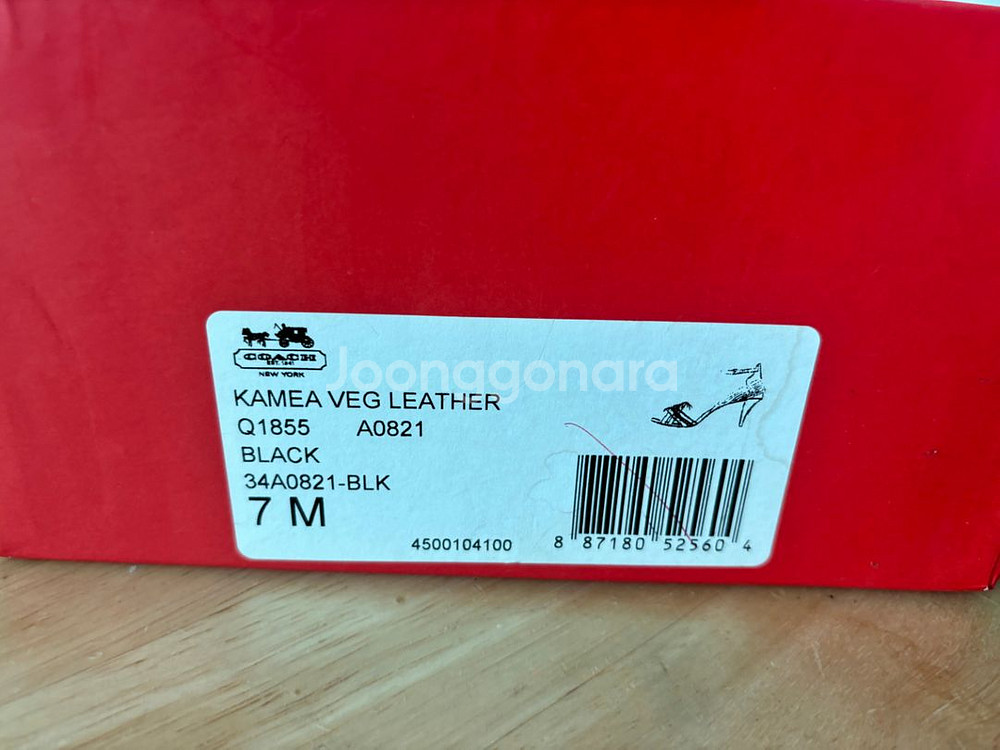 COACH
EST. 1941
NEW YORK
Joonagonara
KAMEA VEG LEATHER
Q1855 A0821
BLACK
34A0821-BLK
7 M
4500104100
8 87180 52560 4